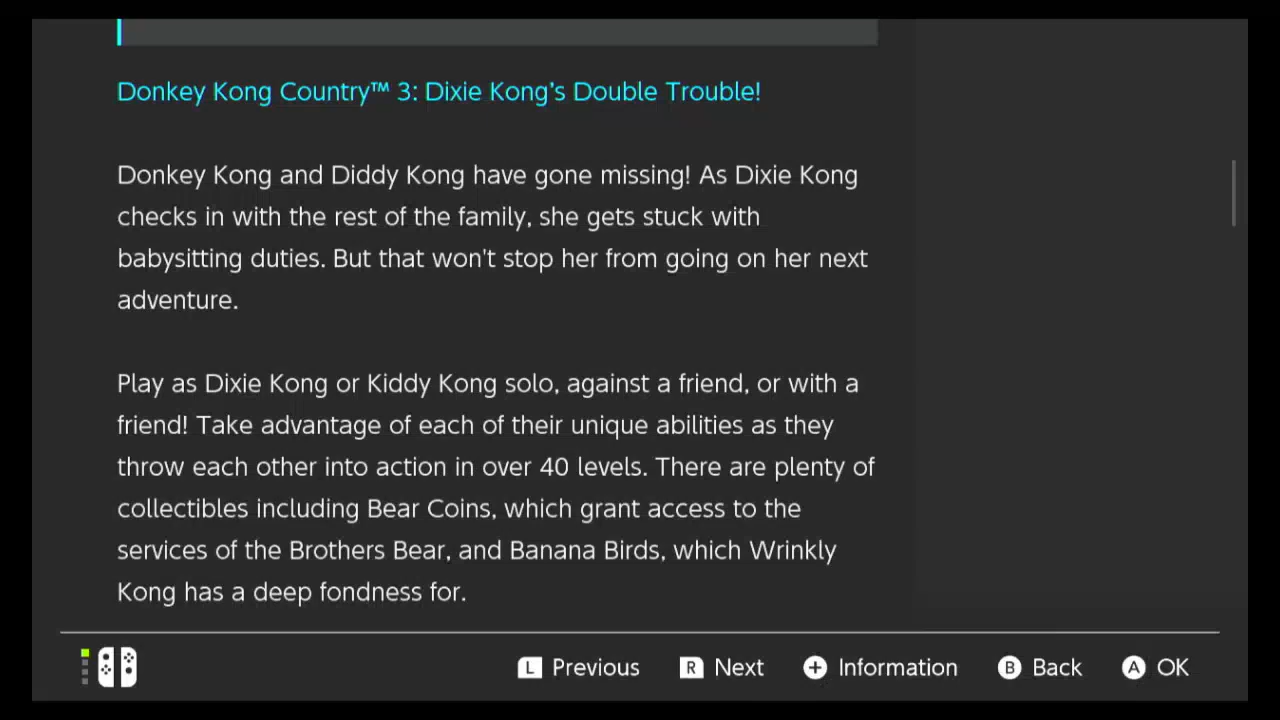 Donkey Kong Country™ 3: Dixie Kong's Double Trouble!
Donkey Kong and Diddy Kong have gone missing! As Dixie Kong
checks in with the rest of the family, she gets stuck with
babysitting duties. But that won't stop her from going on her next
adventure.
Play as Dixie Kong or Kiddy Kong solo, against a friend, or with a
friend! Take advantage of each of their unique abilities as they
throw each other into action in over 40 levels. There are plenty of
collectibles including Bear Coins, which grant access to the
services of the Brothers Bear, and Banana Birds, which Wrinkly
Kong has a deep fondness for.
L Previous R Next + Information B Back A OK